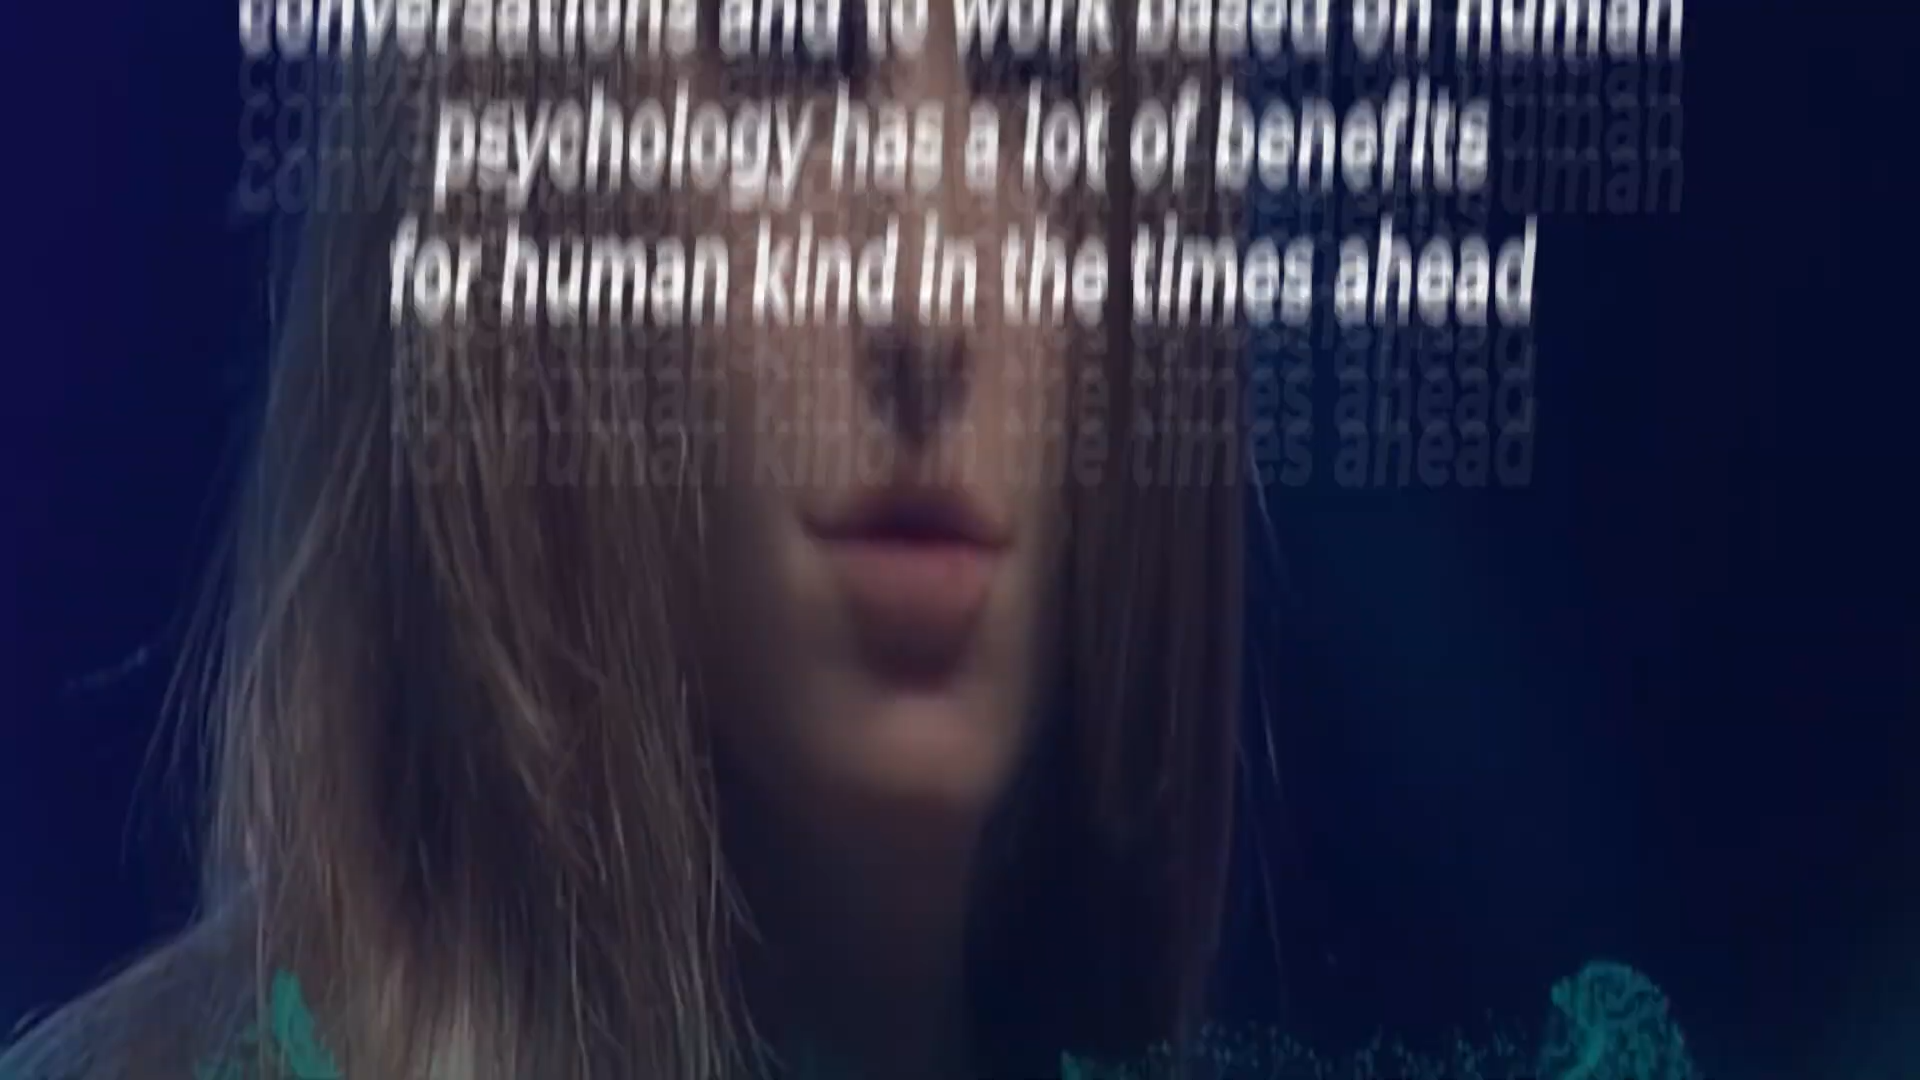 conversations and to work based on human
psychology has a lot of benefits
for human kind in the times ahead